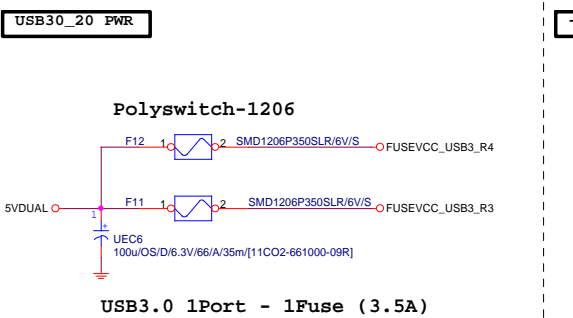 USB30_20 PWR
Polyswitch-1206
F12 1 2 SMD1206P350SLR/6V/S FUSEVCC_USB3_R4
5VDUAL 1 F11 1 2 SMD1206P350SLR/6V/S FUSEVCC_USB3_R3
+
UEC6
100u/OS/D/6.3V/66/A/35m/[11CO2-661000-09R]
USB3.0 1Port - 1Fuse (3.5A)